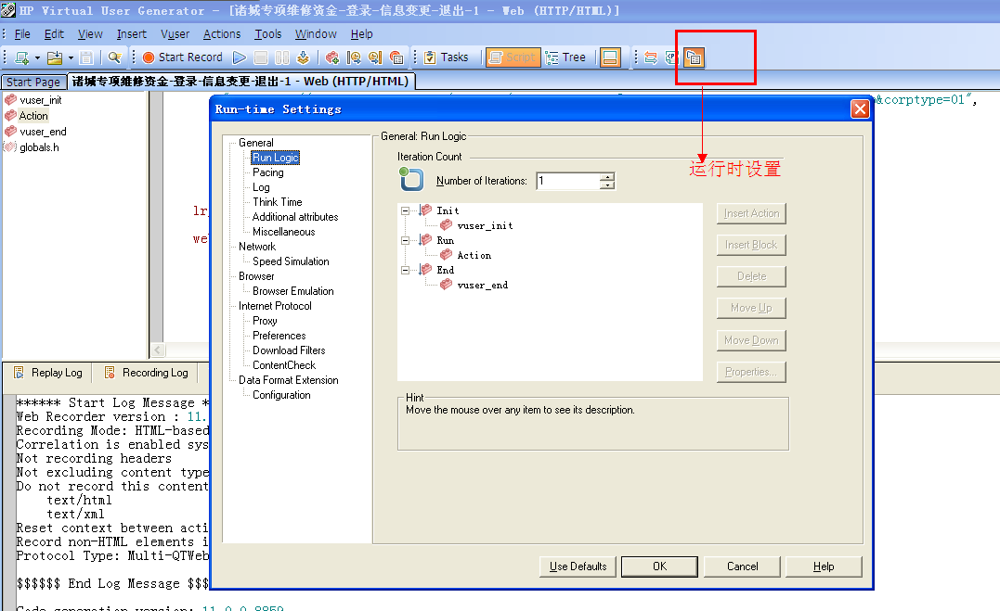 HP Virtual User Generator - [诸城专项维修资金-登录-信息变更-退出-1 - Web (HTTP/HTML)]
File Edit View Insert Vuser Actions Tools Window Help
Start Record Tasks Script Tree
Start Page 诸城专项维修资金-登录-信息变更-退出-1 - Web (HTTP/HTML)
vuser_init
Action
vuser_end
globals.h
&corptype=01",
lr
we
Run-time Settings
General
Run Logic
Pacing
Log
Think Time
Additional attributes
Miscellaneous
Network
Speed Simulation
Browser
Browser Emulation
Internet Protocol
Proxy
Preferences
Download Filters
ContentCheck
Data Format Extension
Configuration
General: Run Logic
Iteration Count
Number of Iterations: 1
运行时设置
Init
vuser_init
Run
Action
End
vuser_end
Insert Action
Insert Block
Delete
Move Up
Move Down
Properties...
Hint
Move the mouse over any item to see its description.
Use Defaults OK Cancel Help
Replay Log Recording Log
****** Start Log Message *
Web Recorder version : 11.
Recording Mode: HTML-based
Correlation is enabled sys
Not recording headers
Not excluding content type
Do not record this content
text/html
text/xml
Reset context between acti
Record non-HTML elements i
Protocol Type: Multi-QTWeb
$$$$$$ End Log Message $$$
Code generation version: 11.0.0.8859